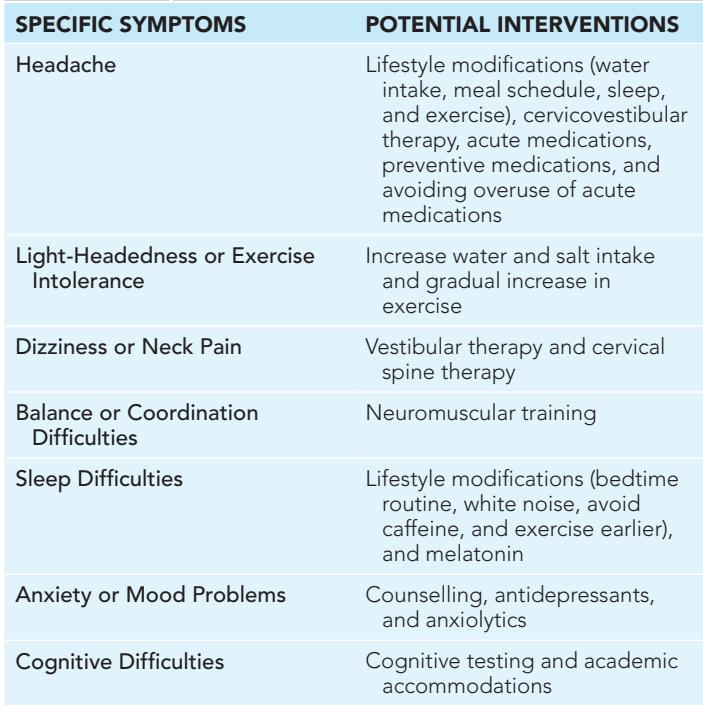 SPECIFIC SYMPTOMS POTENTIAL INTERVENTIONS
Headache Lifestyle modifications (water
intake, meal schedule, sleep,
and exercise), cervicovestibular
therapy, acute medications,
preventive medications, and
avoiding overuse of acute
medications
Light-Headedness or Exercise Increase water and salt intake
Intolerance and gradual increase in
exercise
Dizziness or Neck Pain Vestibular therapy and cervical
spine therapy
Balance or Coordination Neuromuscular training
Difficulties
Sleep Difficulties Lifestyle modifications (bedtime
routine, white noise, avoid
caffeine, and exercise earlier),
and melatonin
Anxiety or Mood Problems Counselling, antidepressants,
and anxiolytics
Cognitive Difficulties Cognitive testing and academic
accommodations